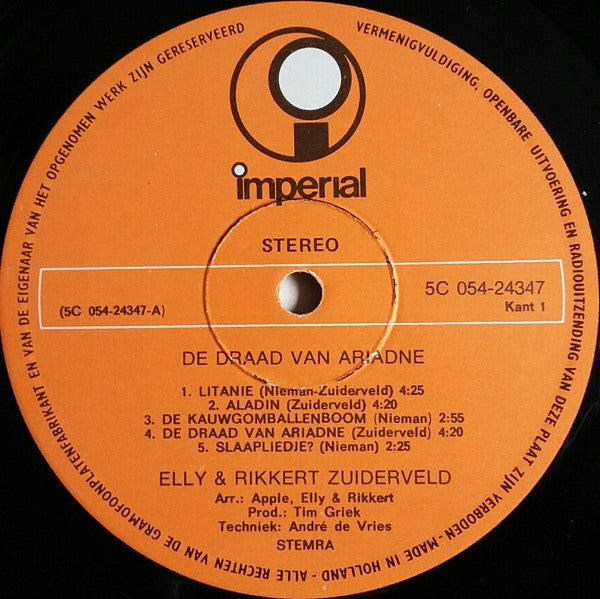 ALLE RECHTEN VAN DE GRAMOFOONPLATENFABRIKANT EN VAN DE EIGENAAR VAN HET OPGENOMEN WERK ZIJN GERESERVEERD
VERMENIGVULDIGING, OPENBARE UITVOERING EN RADIOUITZENDING VAN DEZE PLAAT ZIJN VERBODEN - MADE IN HOLLAND -
imperial
STEREO
5C 054-24347
(5C 054-24347-A)
Kant 1
DE DRAAD VAN ARIADNE
1. LITANIE (Nieman-Zuiderveld) 4:25
2. ALADIN (Zuiderveld) 4:20
3. DE KAUWGOMBALLENBOOM (Nieman) 2:55
4. DE DRAAD VAN ARIADNE (Zuiderveld) 4:20
5. SLAAPLIEDJE? (Nieman) 2:25
ELLY & RIKKERT ZUIDERVELD
Arr.: Apple, Elly & Rikkert
Prod.: Tim Griek
Techniek: André de Vries
STEMRA